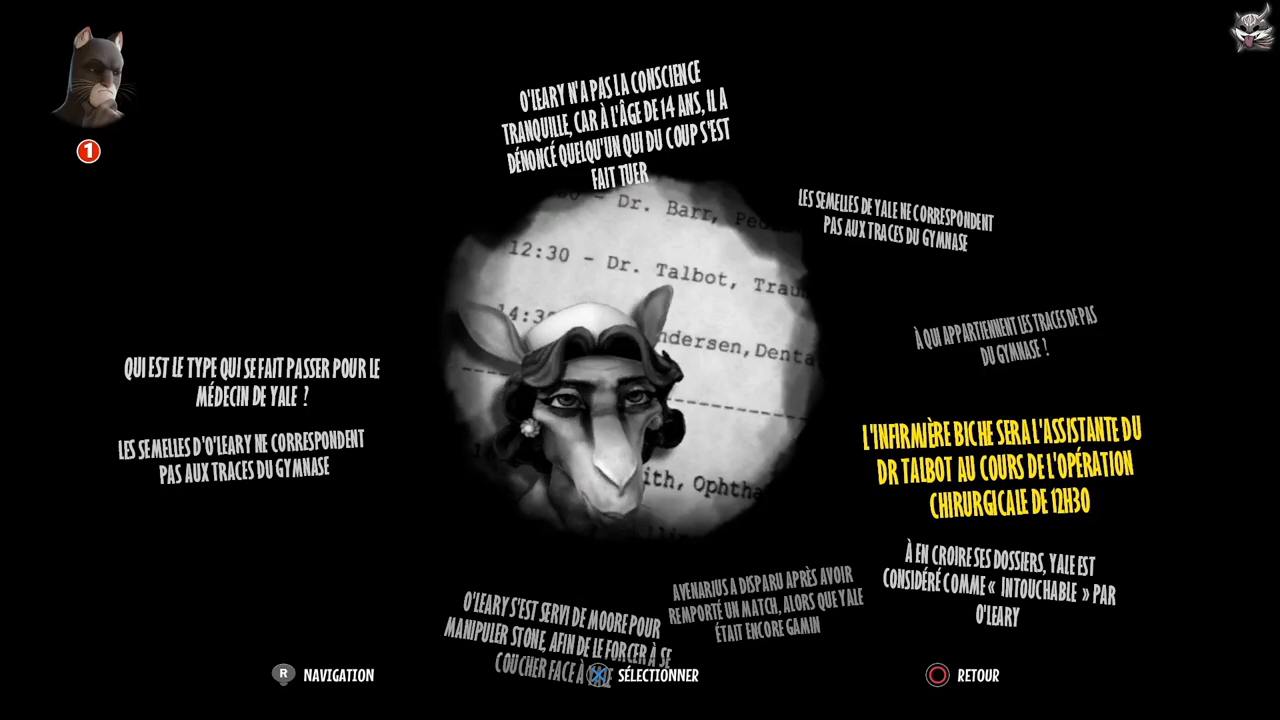 O'LEARY N'A PAS LA CONSCIENCE
TRANQUILLE, CAR À L'ÂGE DE 14 ANS, IL A
DÉNONCÉ QUELQU'UN QUI DU COUP S'EST
FAIT TUER
Dr. Barr,
12:30 - Dr. Talbot,
LES SEMELLES DE YALE NE CORRESPONDENT
PAS AUX TRACES DU GYMNASE
À QUI APPARTIENNENT LES TRACES DE PAS
DU GYMNASE ?
QUI EST LE TYPE QUI SE FAIT PASSER POUR LE
MÉDECIN DE YALE ?
LES SEMELLES D'O'LEARY NE CORRESPONDENT
PAS AUX TRACES DU GYMNASE
L'INFIRMIÈRE BICHE SERA L'ASSISTANTE DU
DR TALBOT AU COURS DE L'OPÉRATION
CHIRURGICALE DE 12H30
À EN CROIRE SES DOSSIERS, YALE EST
CONSIDÉRÉ COMME « INTOUCHABLE » PAR
O'LEARY
AVENARIUS A DISPARU APRÈS AVOIR
REMPORTÉ UN MATCH, ALORS QUE YALE
ÉTAIT ENCORE GAMIN
O'LEARY S'EST SERVI DE MOORE POUR
MANIPULER STONE, AFIN DE LE FORCER À SE
COUCHER FACE À
1
R NAVIGATION
SÉLECTIONNER
RETOUR